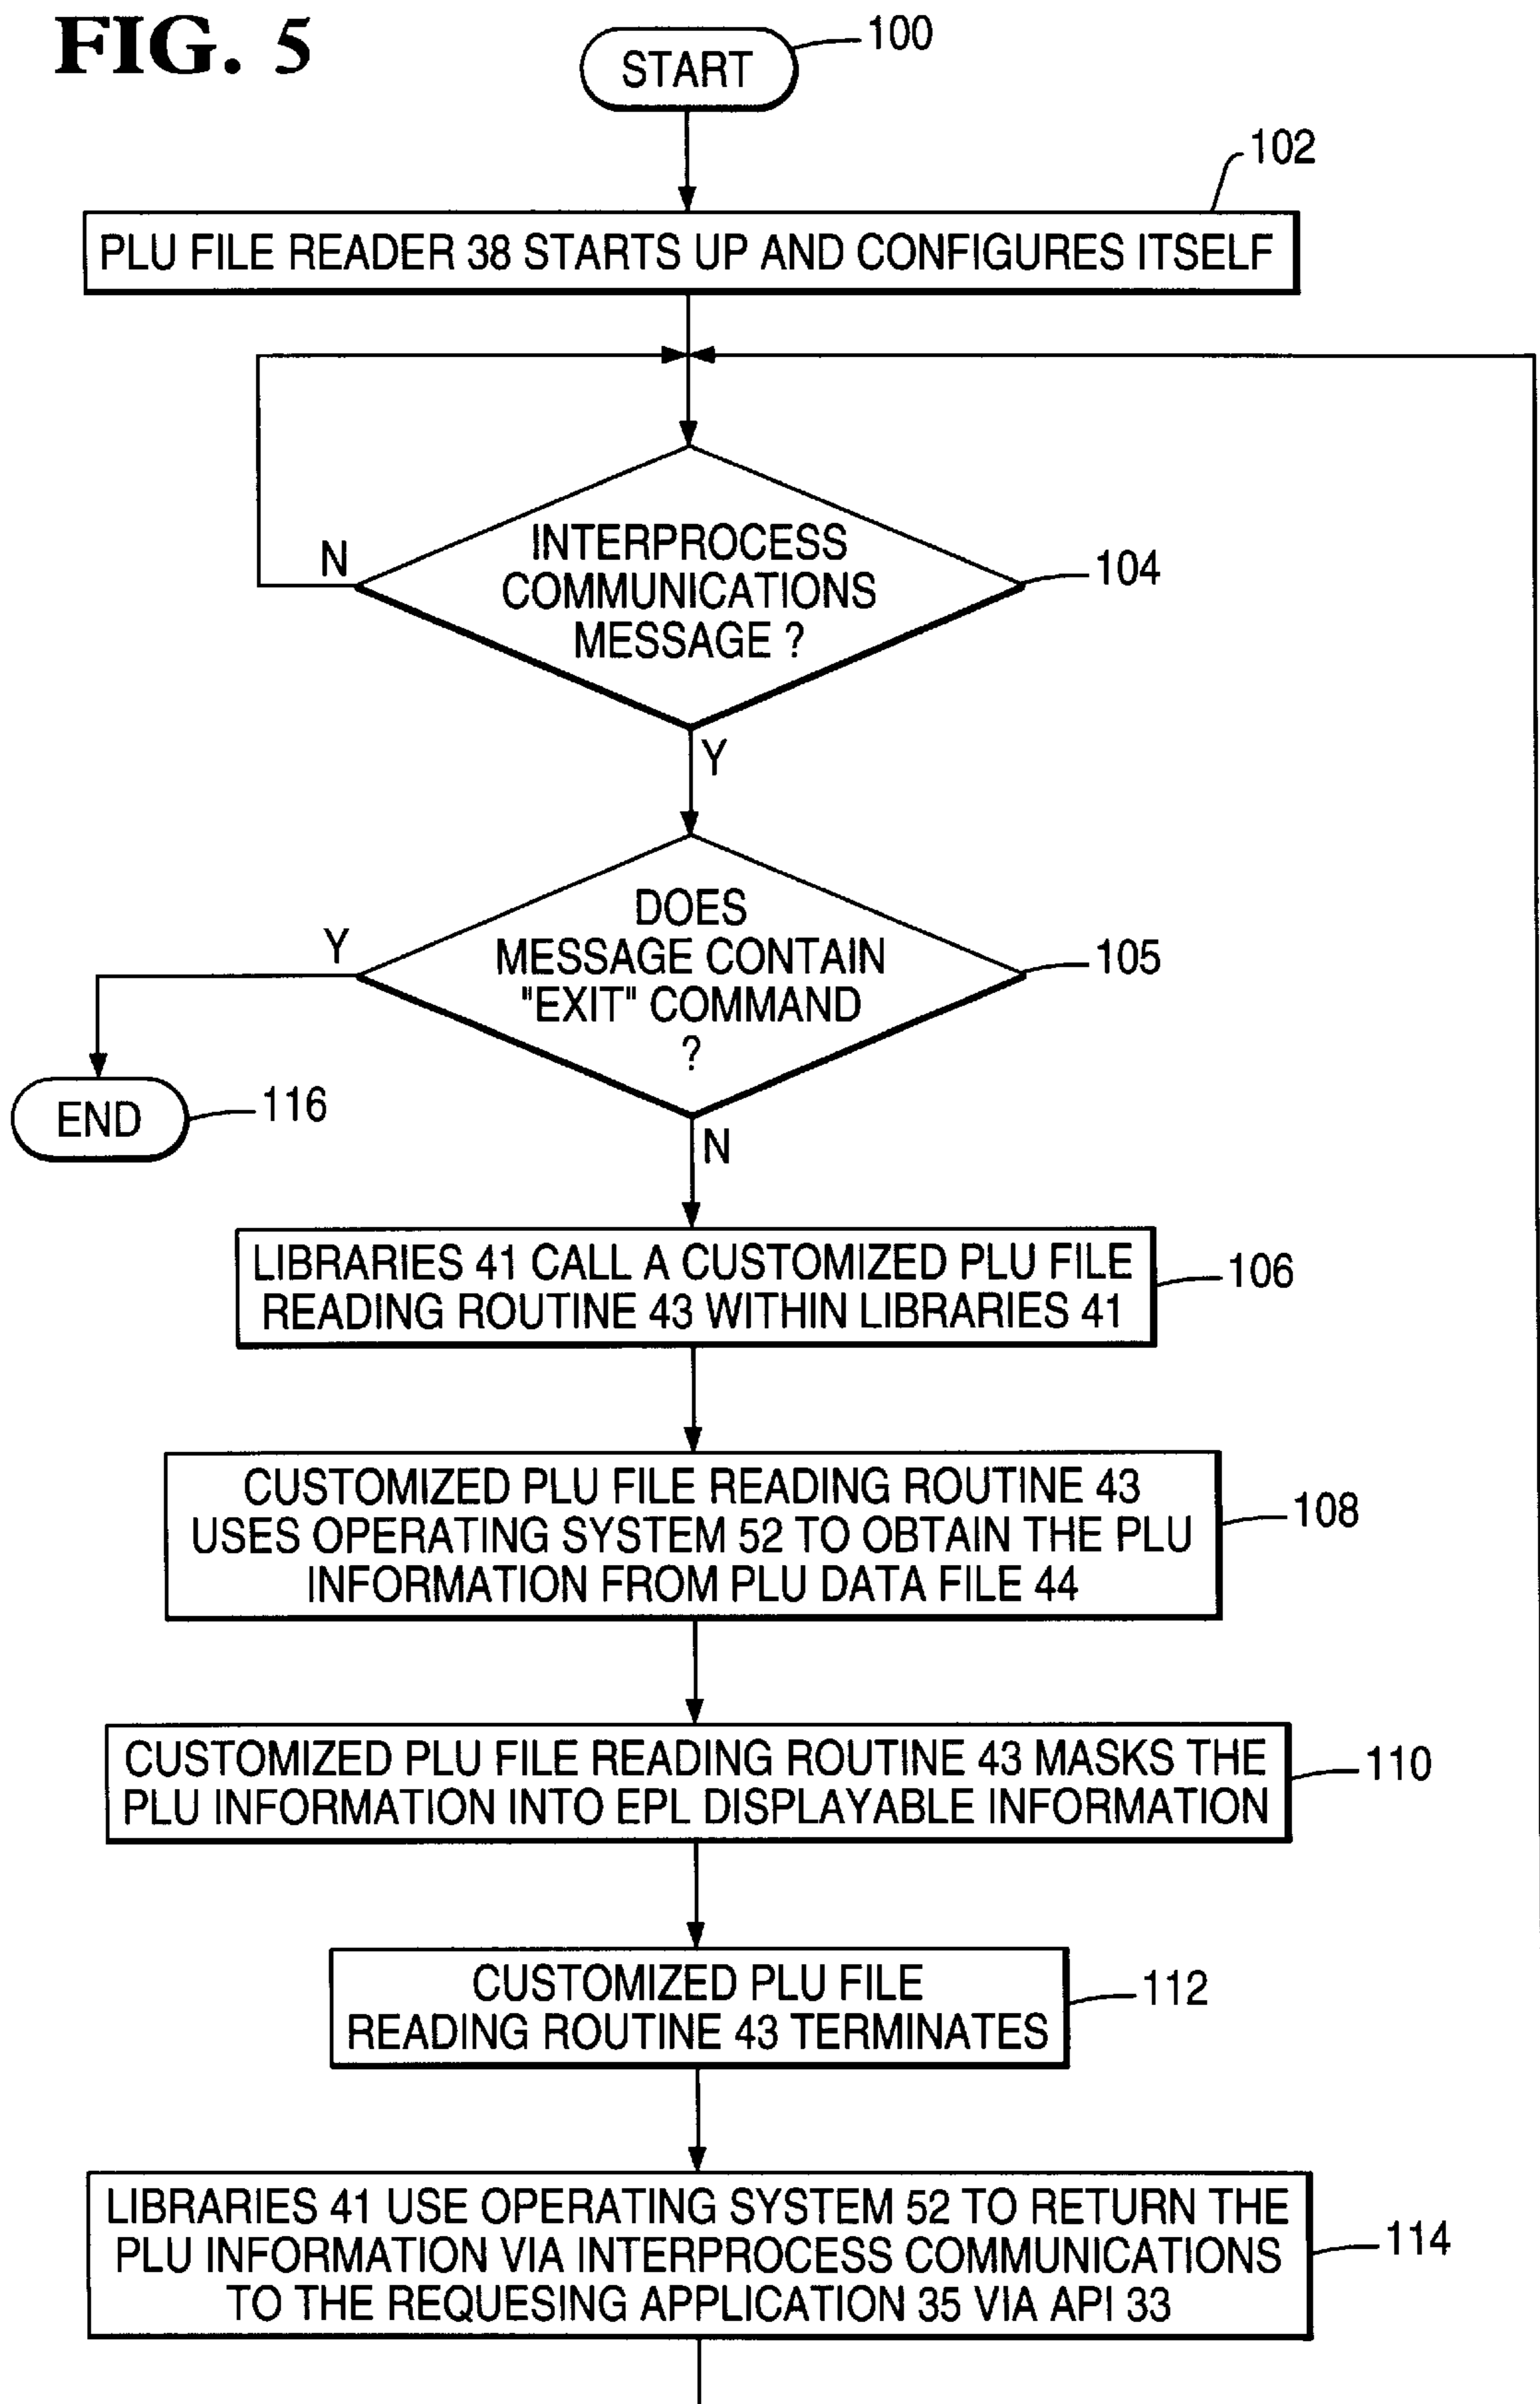 FIG. 5
START
100
102
PLU FILE READER 38 STARTS UP AND CONFIGURES ITSELF
N
INTERPROCESS
COMMUNICATIONS
MESSAGE ?
104
Y
DOES
MESSAGE CONTAIN
"EXIT" COMMAND
?
105
Y
END
116
N
LIBRARIES 41 CALL A CUSTOMIZED PLU FILE
READING ROUTINE 43 WITHIN LIBRARIES 41
106
CUSTOMIZED PLU FILE READING ROUTINE 43
USES OPERATING SYSTEM 52 TO OBTAIN THE PLU
INFORMATION FROM PLU DATA FILE 44
108
CUSTOMIZED PLU FILE READING ROUTINE 43 MASKS THE
PLU INFORMATION INTO EPL DISPLAYABLE INFORMATION
110
CUSTOMIZED PLU FILE
READING ROUTINE 43 TERMINATES
112
LIBRARIES 41 USE OPERATING SYSTEM 52 TO RETURN THE
PLU INFORMATION VIA INTERPROCESS COMMUNICATIONS
TO THE REQUESING APPLICATION 35 VIA API 33
114